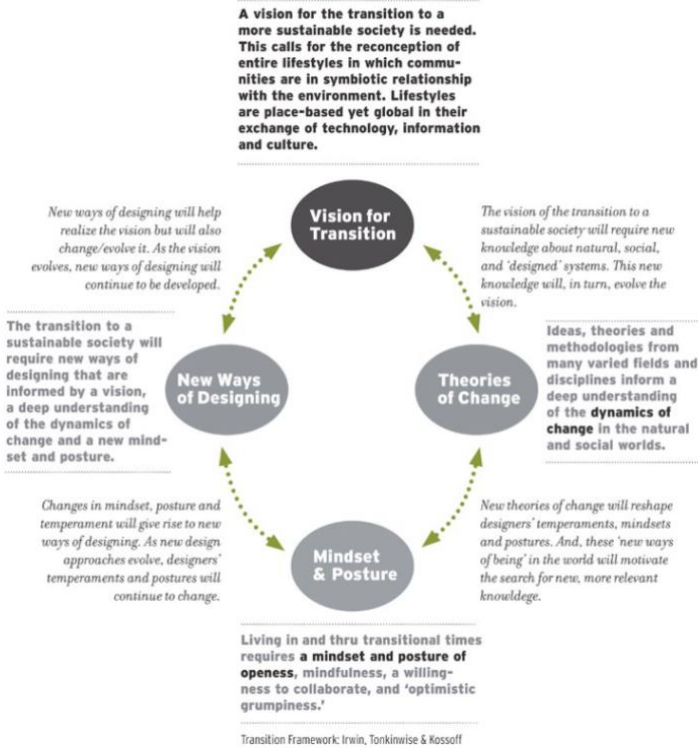 A vision for the transition to a
more sustainable society is needed.
This calls for the reconception of
entire lifestyles in which commu-
nities are in symbiotic relationship
with the environment. Lifestyles
are place-based yet global in their
exchange of technology, information
and culture.
Vision for
Transition
New ways of designing will help
realize the vision but will also
change/evolve it. As the vision
evolves, new ways of designing will
continue to be developed.
The vision of the transition to a
sustainable society will require new
knowledge about natural, social,
and 'designed' systems. This new
knowledge will, in turn, evolve the
vision.
The transition to a
sustainable society will
require new ways of
designing that are
informed by a vision,
a deep understanding
of the dynamics of
change and a new mind-
set and posture.
New Ways
of Designing
Theories
of Change
Ideas, theories and
methodologies from
many varied fields and
disciplines inform a
deep understanding
of the dynamics of
change in the natural
and social worlds.
Changes in mindset, posture and
temperament will give rise to new
ways of designing. As new design
approaches evolve, designers'
temperaments and postures will
continue to change.
New theories of change will reshape
designers' temperaments, mindsets
and postures. And, these 'new ways
of being' in the world will motivate
the search for new, more relevant
knowldege.
Mindset
& Posture
Living in and thru transitional times
requires a mindset and posture of
openess, mindfulness, a willing-
ness to collaborate, and 'optimistic
grumpiness.'
Transition Framework: Irwin, Tonkinwise & Kossoff